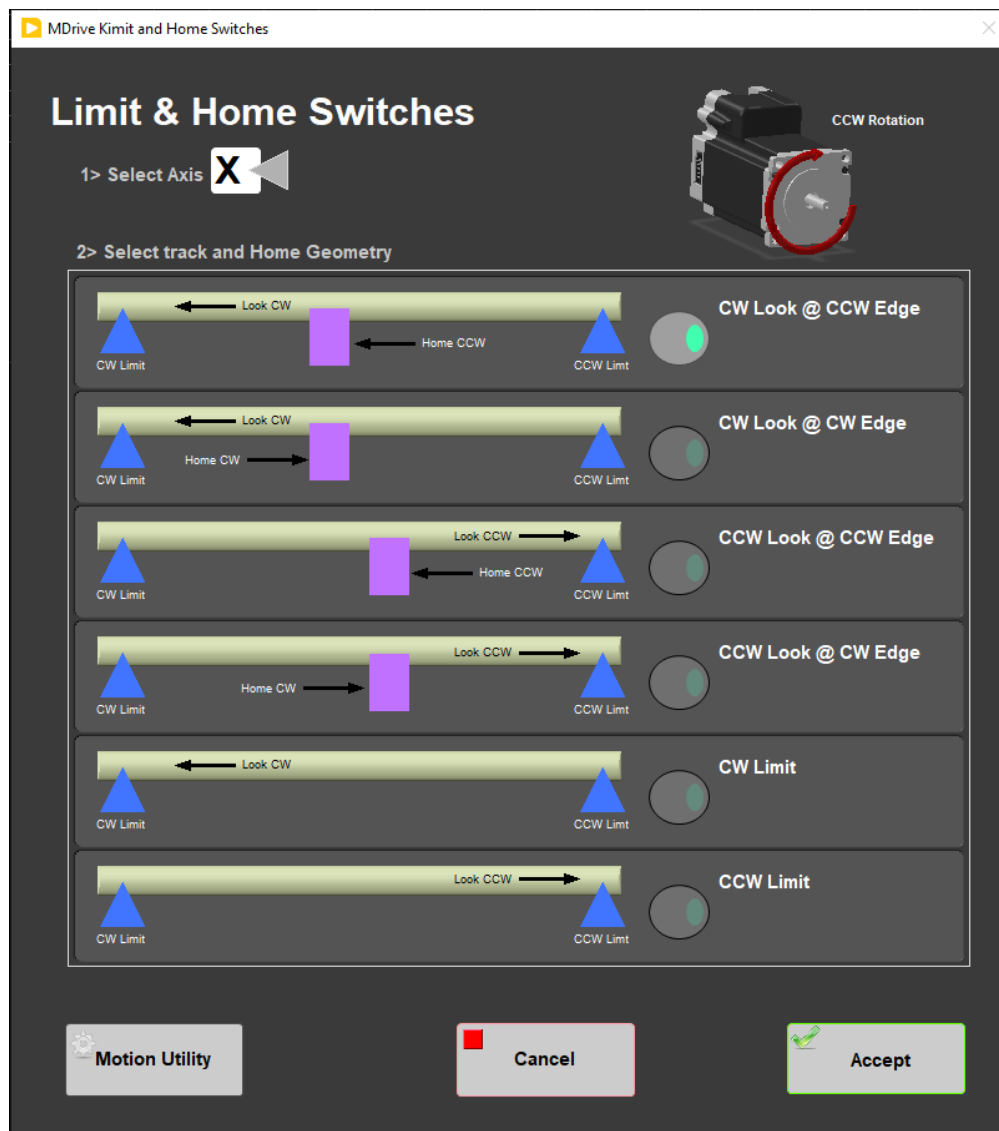 MDrive Kimit and Home Switches
Limit & Home Switches
CCW Rotation
1> Select Axis X
2> Select track and Home Geometry
Look CW
CW Look @ CCW Edge
Home CCW
CW Limit
CCW Limt
Look CW
CW Look @ CW Edge
Home CW
CW Limit
CCW Limt
Look CCW
CCW Look @ CCW Edge
Home CCW
CW Limit
CCW Limt
Look CCW
CCW Look @ CW Edge
Home CW
CW Limit
CCW Limt
Look CW
CW Limit
CW Limit
CCW Limt
Look CCW
CCW Limit
CW Limit
CCW Limt
Motion Utility
Cancel
Accept